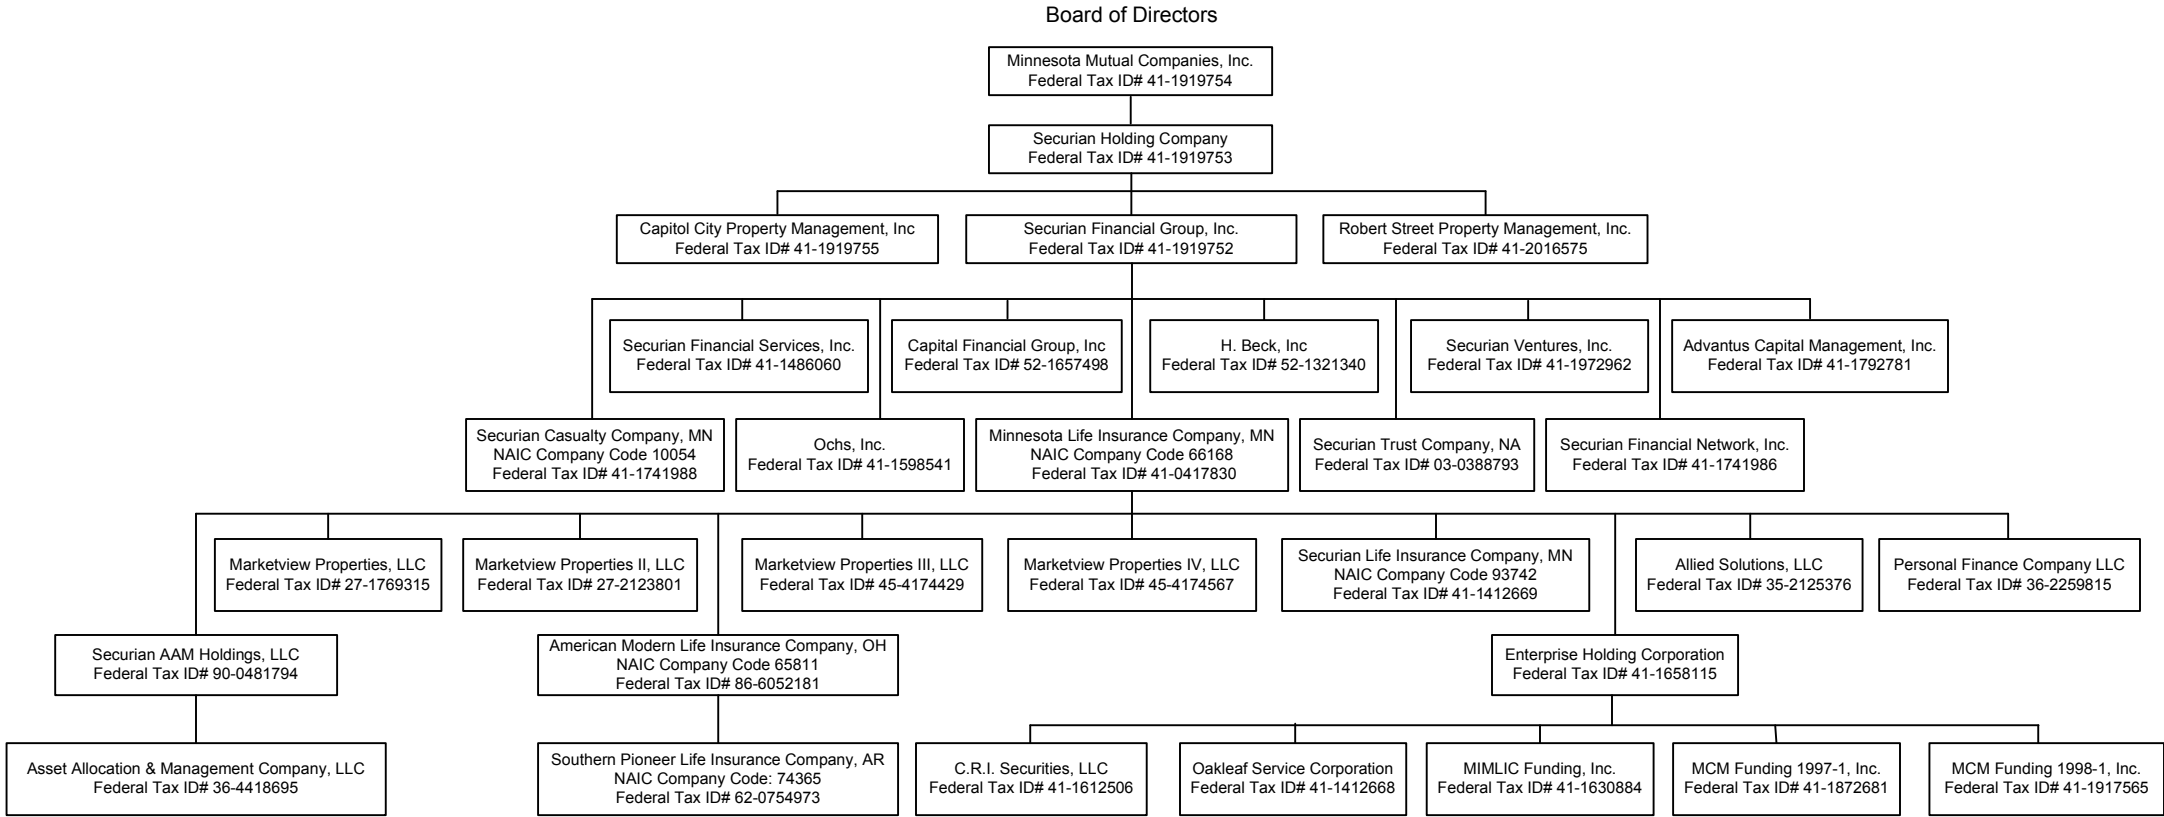 Board of Directors
Minnesota Mutual Companies, Inc.
Federal Tax ID# 41-1919754
Securian Holding Company
Federal Tax ID# 41-1919753
Capitol City Property Management, Inc
Federal Tax ID# 41-1919755
Securian Financial Group, Inc.
Federal Tax ID# 41-1919752
Robert Street Property Management, Inc.
Federal Tax ID# 41-2016575
Securian Financial Services, Inc.
Federal Tax ID# 41-1486060
Capital Financial Group, Inc
Federal Tax ID# 52-1657498
H. Beck, Inc
Federal Tax ID# 52-1321340
Securian Ventures, Inc.
Federal Tax ID# 41-1972962
Advantus Capital Management, Inc.
Federal Tax ID# 41-1792781
Securian Casualty Company, MN
NAIC Company Code 10054
Federal Tax ID# 41-1741988
Ochs, Inc.
Federal Tax ID# 41-1598541
Minnesota Life Insurance Company, MN
NAIC Company Code 66168
Federal Tax ID# 41-0417830
Securian Trust Company, NA
Federal Tax ID# 03-0388793
Securian Financial Network, Inc.
Federal Tax ID# 41-1741986
Marketview Properties, LLC
Federal Tax ID# 27-1769315
Marketview Properties II, LLC
Federal Tax ID# 27-2123801
Marketview Properties III, LLC
Federal Tax ID# 45-4174429
Marketview Properties IV, LLC
Federal Tax ID# 45-4174567
Securian Life Insurance Company, MN
NAIC Company Code 93742
Federal Tax ID# 41-1412669
Allied Solutions, LLC
Federal Tax ID# 35-2125376
Personal Finance Company LLC
Federal Tax ID# 36-2259815
Securian AAM Holdings, LLC
Federal Tax ID# 90-0481794
American Modern Life Insurance Company, OH
NAIC Company Code 65811
Federal Tax ID# 86-6052181
Enterprise Holding Corporation
Federal Tax ID# 41-1658115
Asset Allocation & Management Company, LLC
Federal Tax ID# 36-4418695
Southern Pioneer Life Insurance Company, AR
NAIC Company Code: 74365
Federal Tax ID# 62-0754973
C.R.I. Securities, LLC
Federal Tax ID# 41-1612506
Oakleaf Service Corporation
Federal Tax ID# 41-1412668
MIMLIC Funding, Inc.
Federal Tax ID# 41-1630884
MCM Funding 1997-1, Inc.
Federal Tax ID# 41-1872681
MCM Funding 1998-1, Inc.
Federal Tax ID# 41-1917565